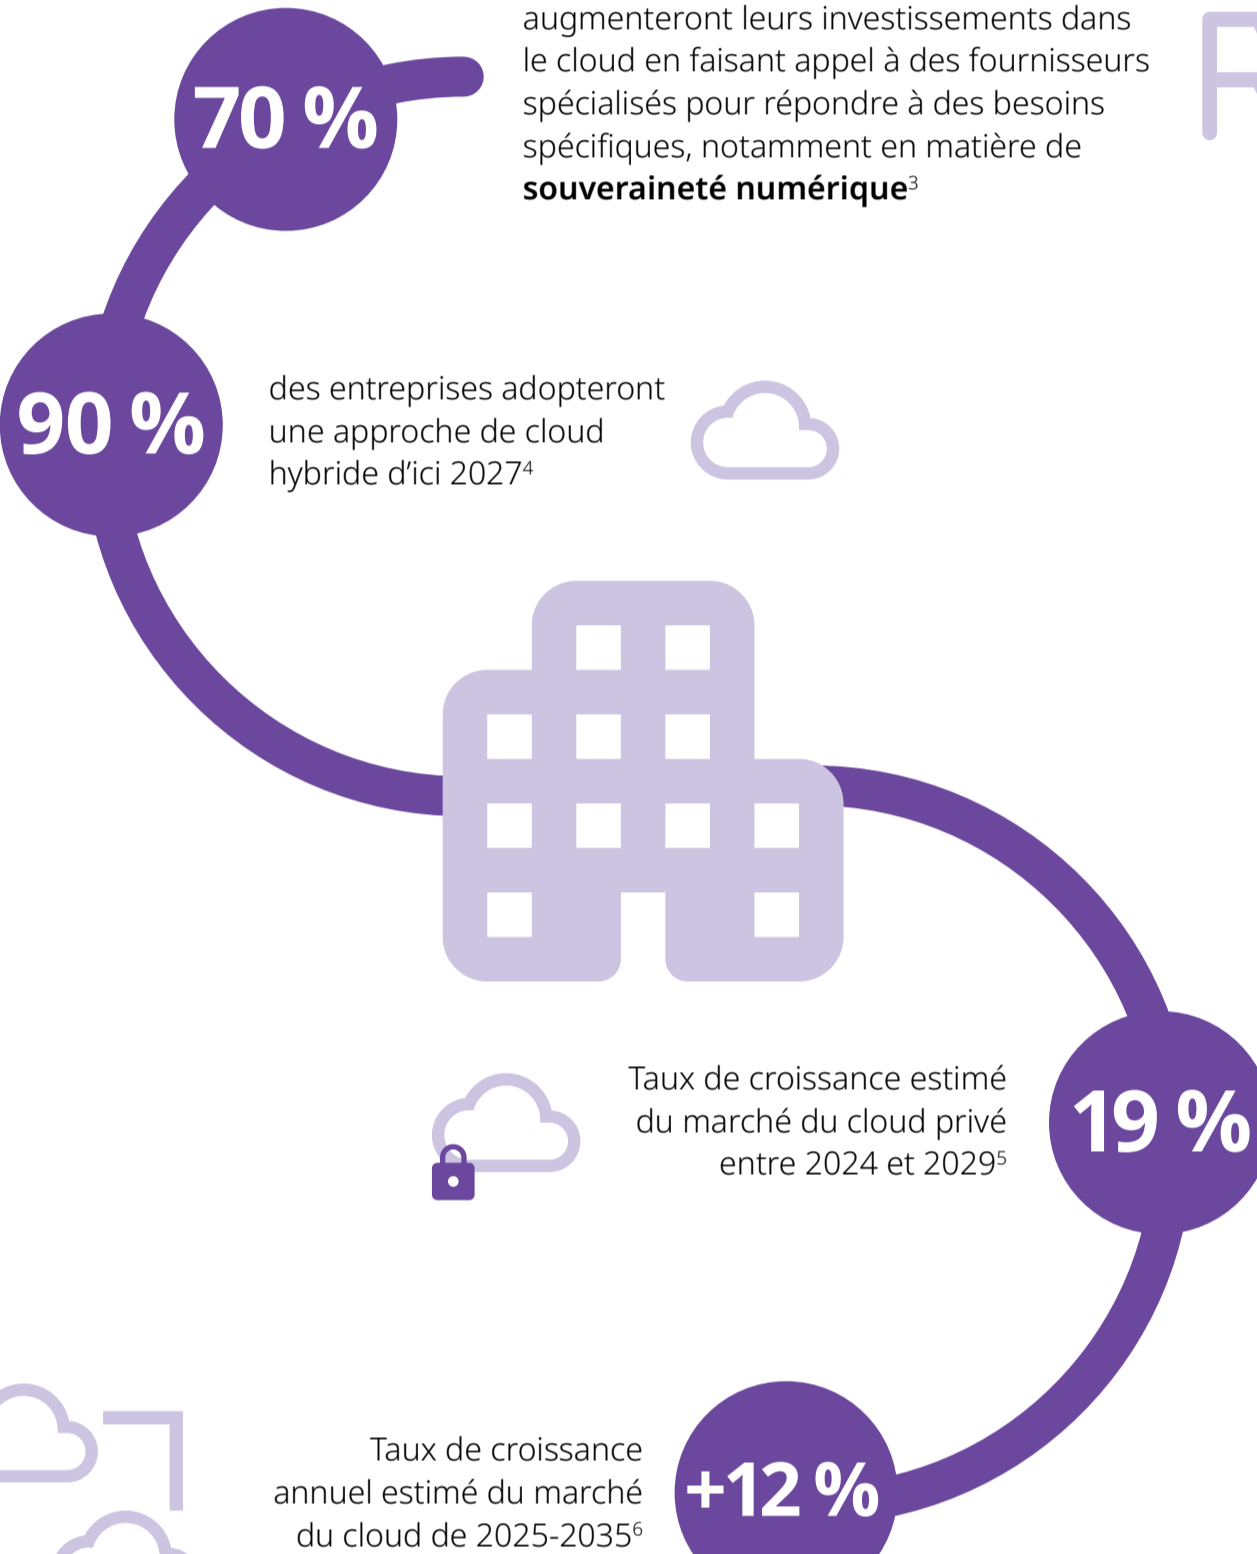 70 %
augmenteront leurs investissements dans
le cloud en faisant appel à des fournisseurs
spécialisés pour répondre à des besoins
spécifiques, notamment en matière de
souveraineté numérique³
90 %
des entreprises adopteront
une approche de cloud
hybride d’ici 2027⁴
Taux de croissance estimé
du marché du cloud privé
entre 2024 et 2029⁵
19 %
Taux de croissance
annuel estimé du marché
du cloud de 2025-2035⁶
+12 %